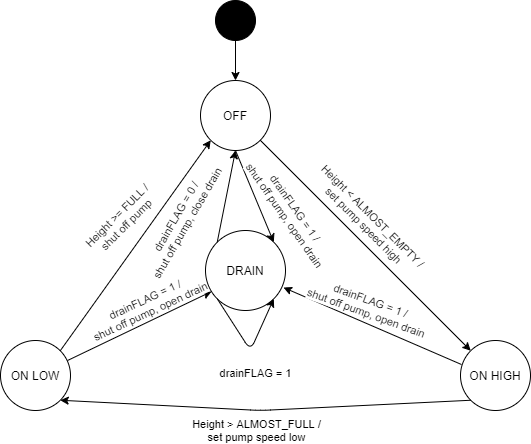 OFF
Height >= FULL /
shut off pump
drainFLAG = 0 /
shut off pump, close drain
drainFLAG = 1 /
shut off pump, open drain
Height < ALMOST_EMPTY /
set pump speed high
DRAIN
drainFLAG = 1 /
shut off pump, open drain
drainFLAG = 1 /
shut off pump, open drain
ON LOW
drainFLAG = 1
ON HIGH
Height > ALMOST_FULL /
set pump speed low